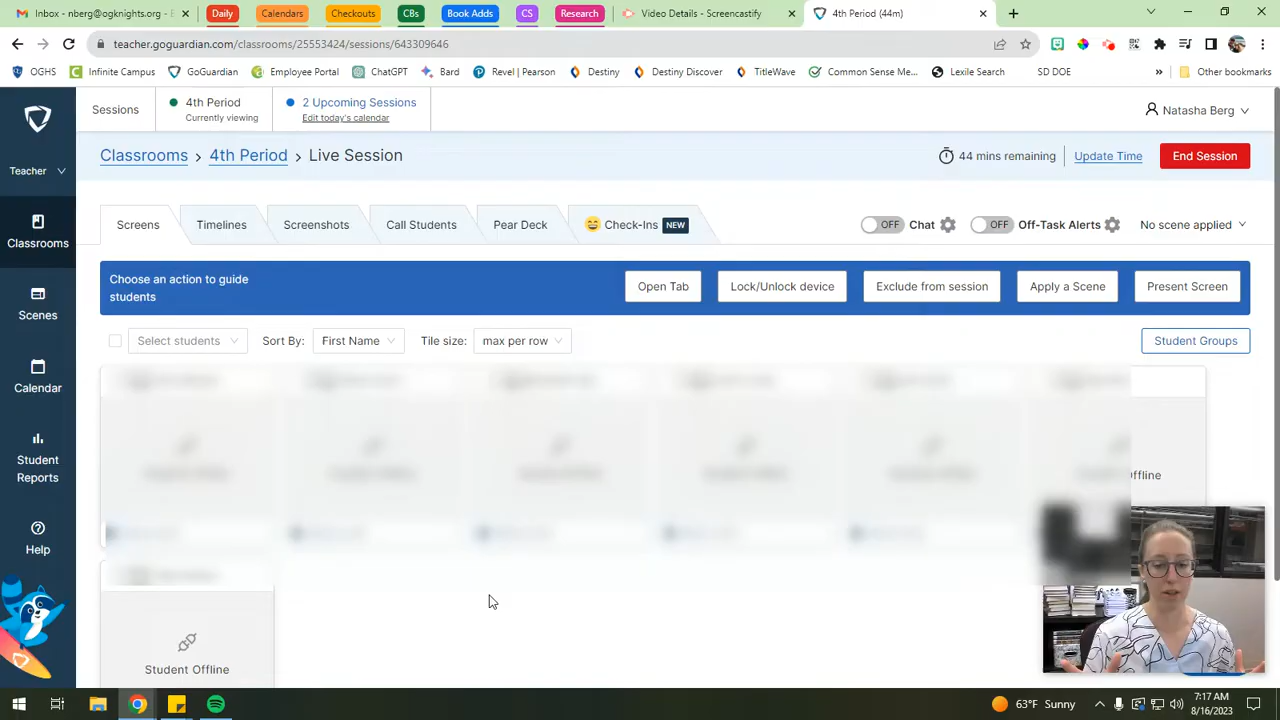 Inbox - nberg@ogknights.org - E
Daily
Calendars
Checkouts
CBs
Book Adds
CS
Research
Video Details - Screencastify
4th Period (44m)
teacher.goguardian.com/classrooms/25553424/sessions/643309646
OGHS
Infinite Campus
GoGuardian
Employee Portal
ChatGPT
Bard
Revel | Pearson
Destiny
Destiny Discover
TitleWave
Common Sense Me...
Lexile Search
SD DOE
»
Other bookmarks
Sessions
4th Period
Currently viewing
2 Upcoming Sessions
Edit today's calendar
Natasha Berg
Teacher
Classrooms > 4th Period > Live Session
44 mins remaining
Update Time
End Session
Classrooms
Scenes
Calendar
Student
Reports
Help
Screens
Timelines
Screenshots
Call Students
Pear Deck
Check-Ins NEW
OFF Chat
OFF Off-Task Alerts
No scene applied
Choose an action to guide
students
Open Tab
Lock/Unlock device
Exclude from session
Apply a Scene
Present Screen
Select students
Sort By:
First Name
Tile size:
max per row
Student Groups
ffline
Student Offline
63°F Sunny
7:17 AM
8/16/2023